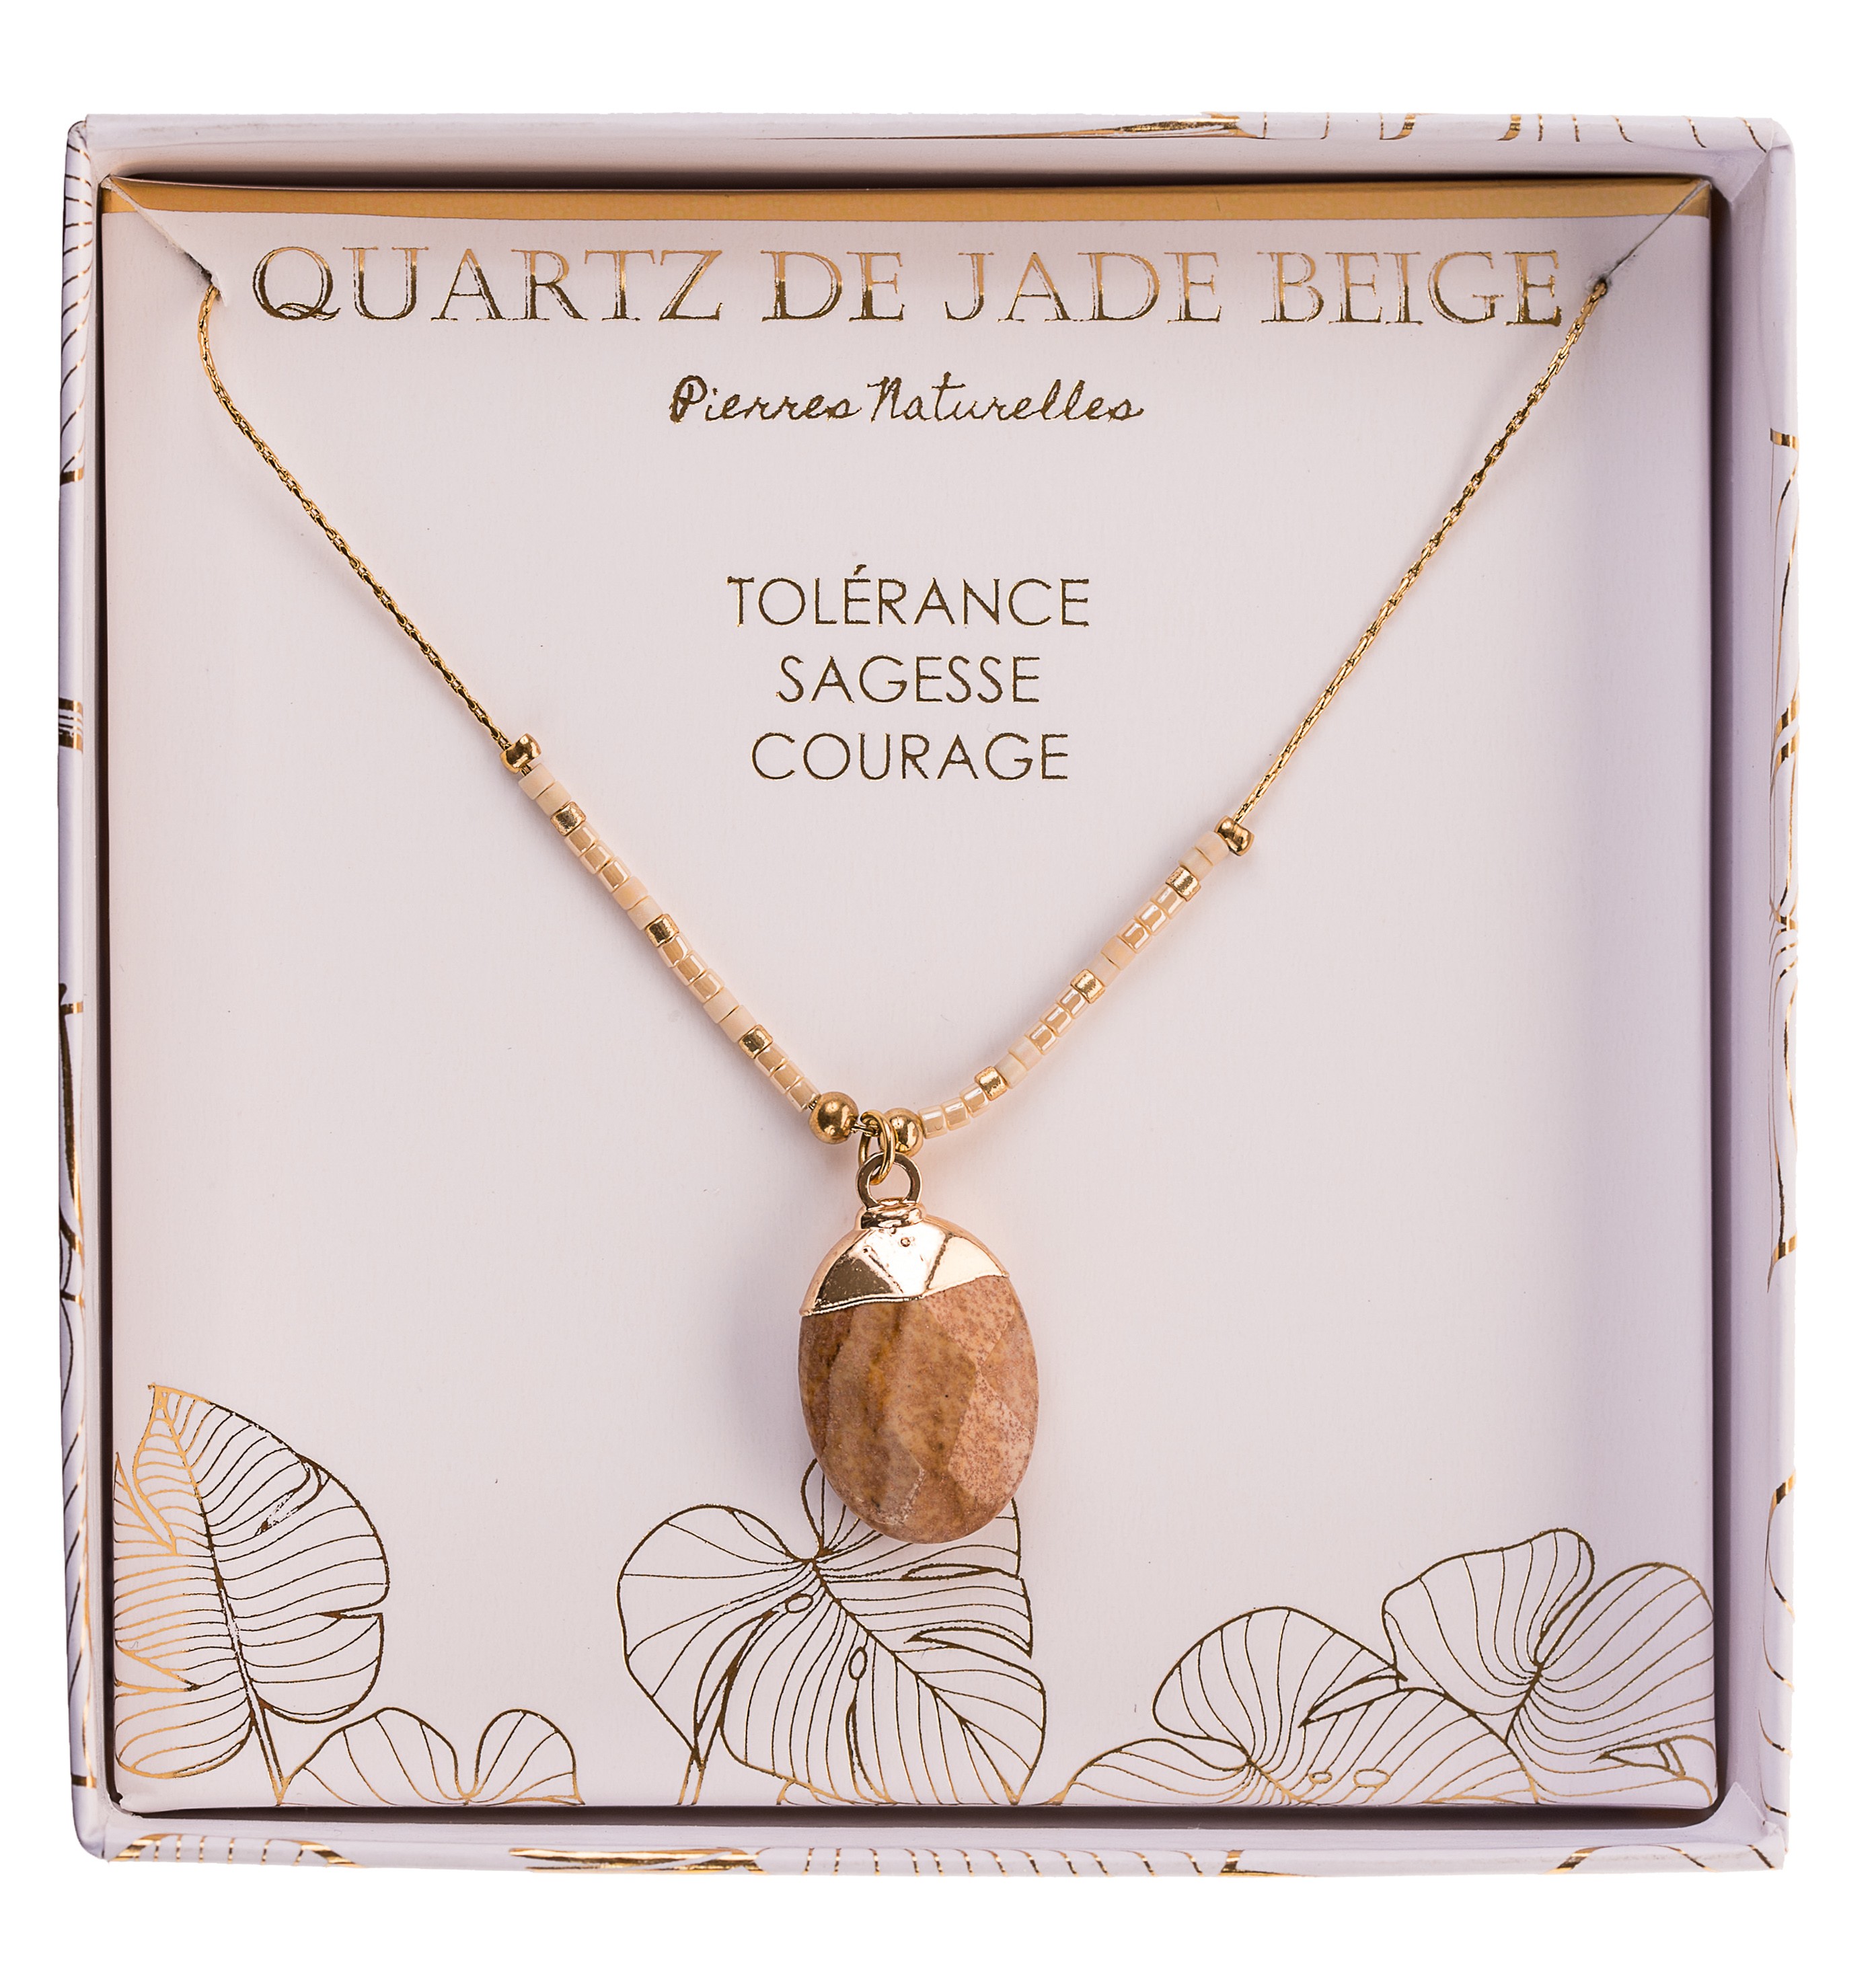 QUARTZ DE JADE BEIGE
Pierres Naturelles
TOLÉRANCE
SAGESSE
COURAGE